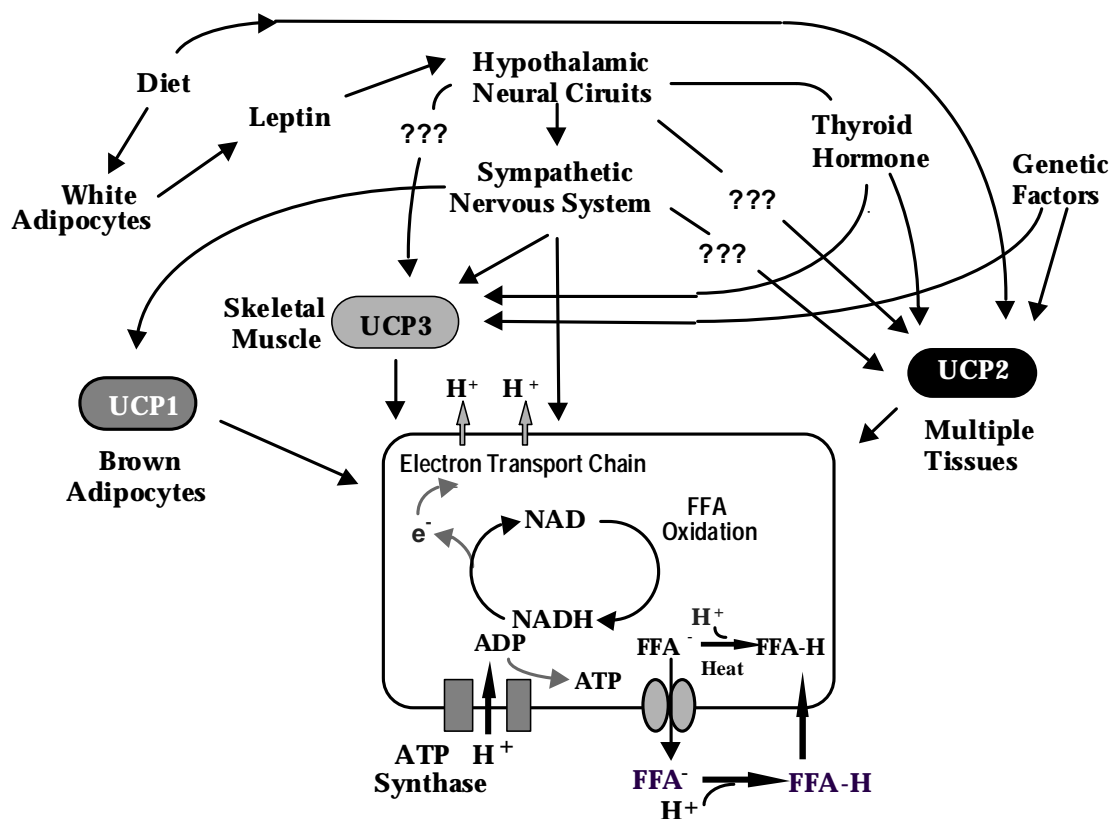 Diet
Hypothalamic
Neural Ciruits
Leptin
???
Thyroid
Hormone
Genetic
Factors
White
Adipocytes
Sympathetic
Nervous System
???
???
Skeletal
Muscle
UCP3
UCP2
UCP1
H+
H+
Multiple
Tissues
Brown
Adipocytes
Electron Transport Chain
e-
NAD
FFA
Oxidation
NADH
ADP
ATP
FFA-
H+
FFA-H
Heat
ATP
Synthase
H+
FFA-
H+
FFA-H